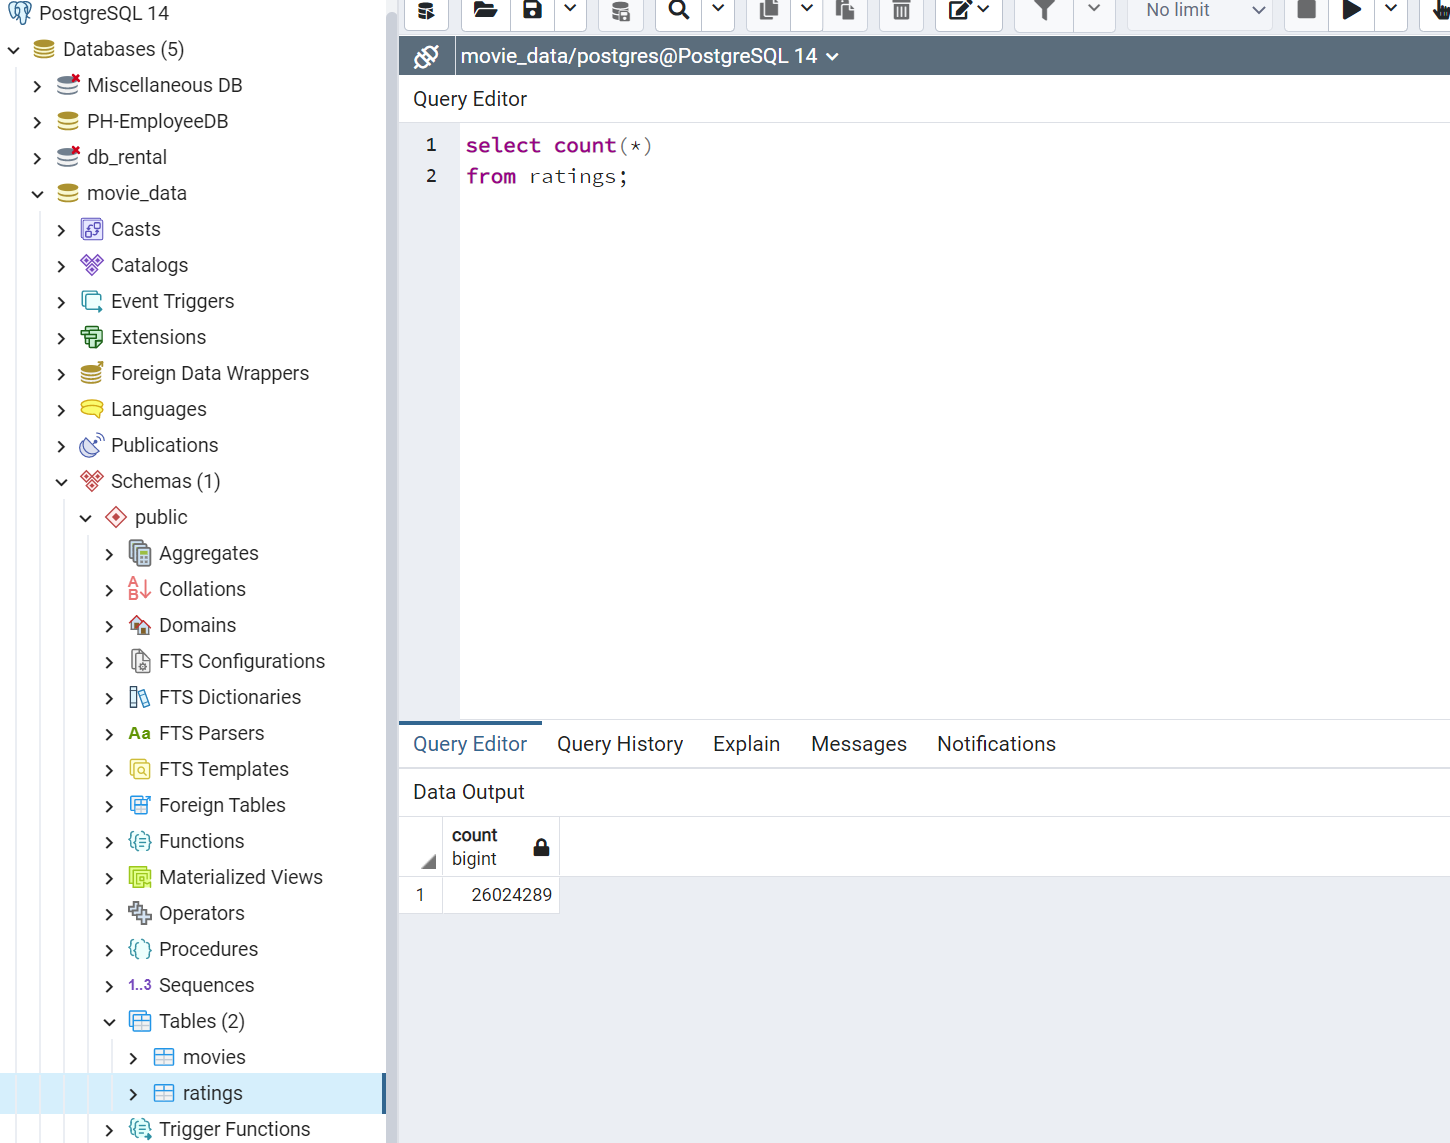 PostgreSQL 14
Databases (5)
Miscellaneous DB
PH-EmployeeDB
db_rental
movie_data
Casts
Catalogs
Event Triggers
Extensions
Foreign Data Wrappers
Languages
Publications
Schemas (1)
public
Aggregates
Collations
Domains
FTS Configurations
FTS Dictionaries
Aa FTS Parsers
FTS Templates
Foreign Tables
Functions
Materialized Views
Operators
Procedures
1..3 Sequences
Tables (2)
movies
ratings
Trigger Functions
No limit
movie_data/postgres@PostgreSQL 14
Query Editor
1 select count(*)
2 from ratings;
Query Editor Query History Explain Messages Notifications
Data Output
count
bigint
1 26024289